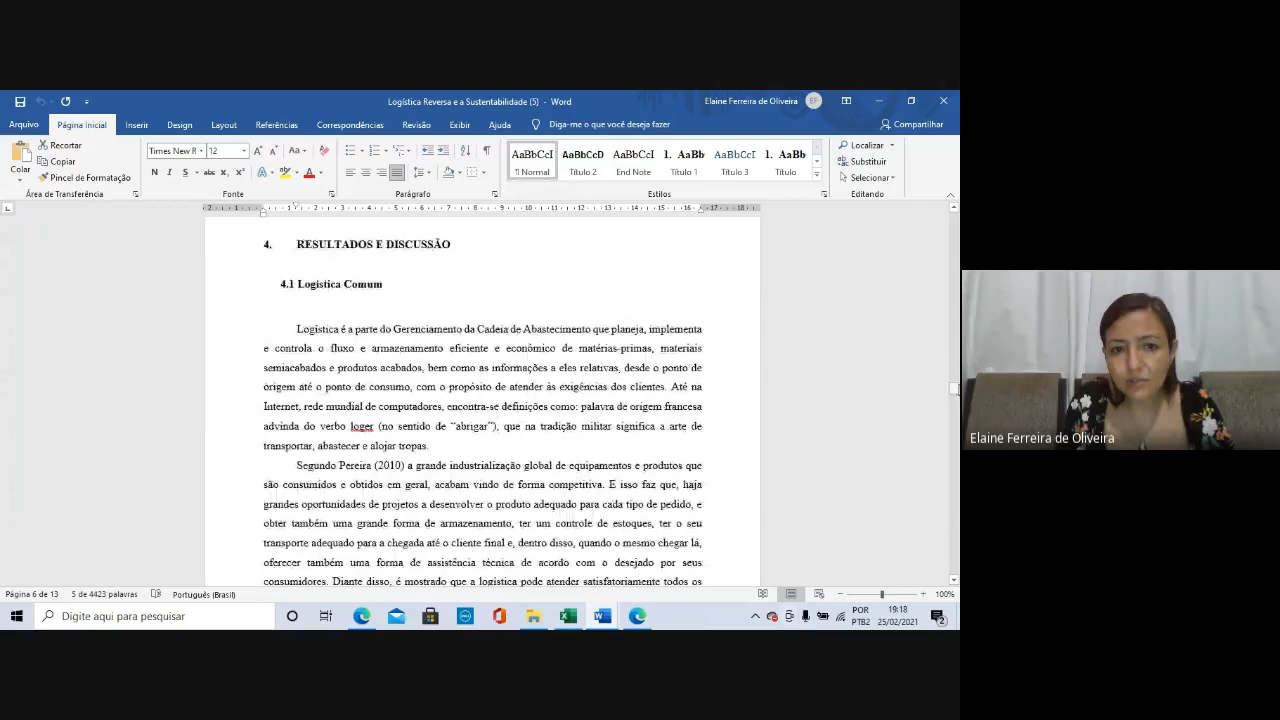 Logística Reversa e a Sustentabilidade (5) - Word
Elaine Ferreira de Oliveira
EF
Arquivo
Página Inicial
Inserir
Design
Layout
Referências
Correspondências
Revisão
Exibir
Ajuda
Diga-me o que você deseja fazer
Compartilhar
Colar
Recortar
Copiar
Pincel de Formatação
Área de Transferência
Times New R
12
Fonte
Parágrafo
AaBbCcI
AaBbCcD
AaBbCcI
1. AaBb
AaBbCcI
1. AaBb
¶ Normal
Título 2
End Note
Título 1
Título 3
Título
Estilos
Localizar
Substituir
Selecionar
Editando
4. RESULTADOS E DISCUSSÃO
4.1 Logística Comum
Logística é a parte do Gerenciamento da Cadeia de Abastecimento que planeja, implementa
e controla o fluxo e armazenamento eficiente e econômico de matérias-primas, materiais
semiacabados e produtos acabados, bem como as informações a eles relativas, desde o ponto de
origem até o ponto de consumo, com o propósito de atender às exigências dos clientes. Até na
Internet, rede mundial de computadores, encontra-se definições como: palavra de origem francesa
advinda do verbo loger (no sentido de “abrigar”), que na tradição militar significa a arte de
transportar, abastecer e alojar tropas.
Segundo Pereira (2010) a grande industrialização global de equipamentos e produtos que
são consumidos e obtidos em geral, acabam vindo de forma competitiva. E isso faz que, haja
grandes oportunidades de projetos a desenvolver o produto adequado para cada tipo de pedido, e
obter também uma grande forma de armazenamento, ter um controle de estoques, ter o seu
transporte adequado para a chegada até o cliente final e, dentro disso, quando o mesmo chegar lá,
oferecer também uma forma de assistência técnica de acordo com o desejado por seus
consumidores. Diante disso, é mostrado que a logística pode atender satisfatoriamente todos os
Elaine Ferreira de Oliveira
Página 6 de 13
5 de 4423 palavras
Português (Brasil)
100%
Digite aqui para pesquisar
POR
PTB2
19:18
25/02/2021
2